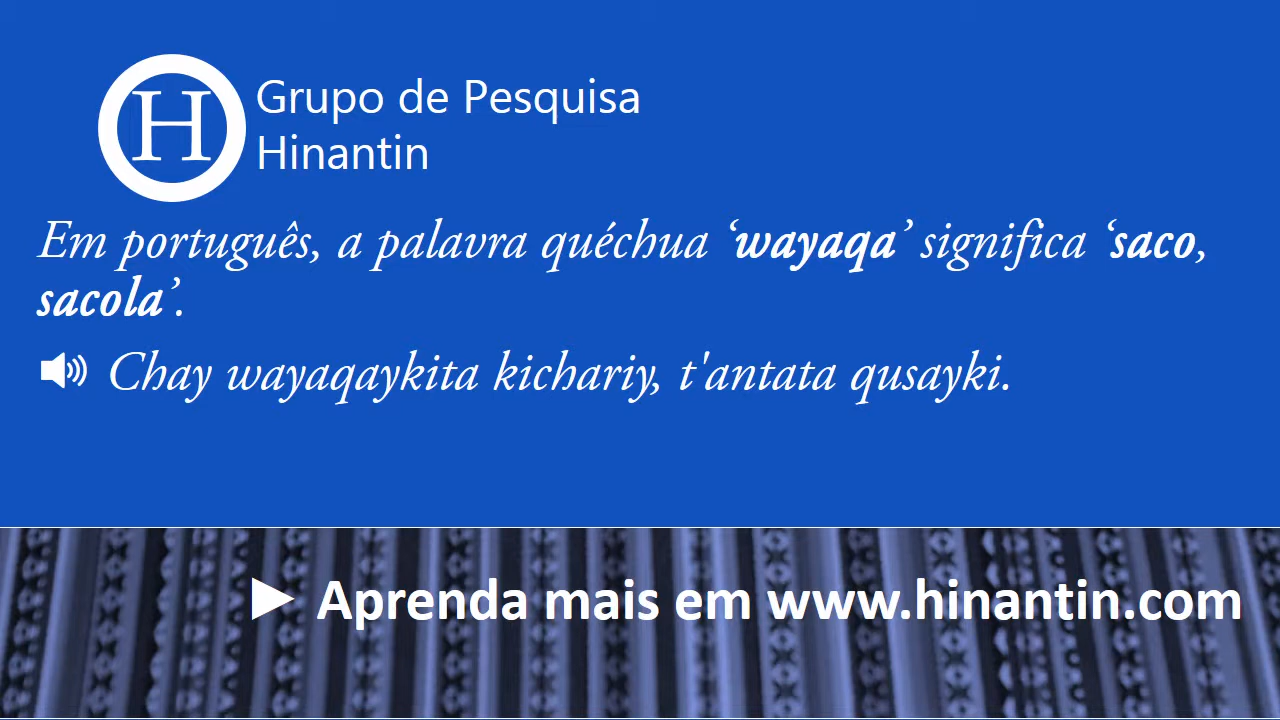 H
Grupo de Pesquisa
Hinantin
Em português, a palavra quéchua ‘wayaqa’ significa ‘saco,
sacola’.
Chay wayaqaykita kichariy, t'antata qusayki.
Aprenda mais em www.hinantin.com